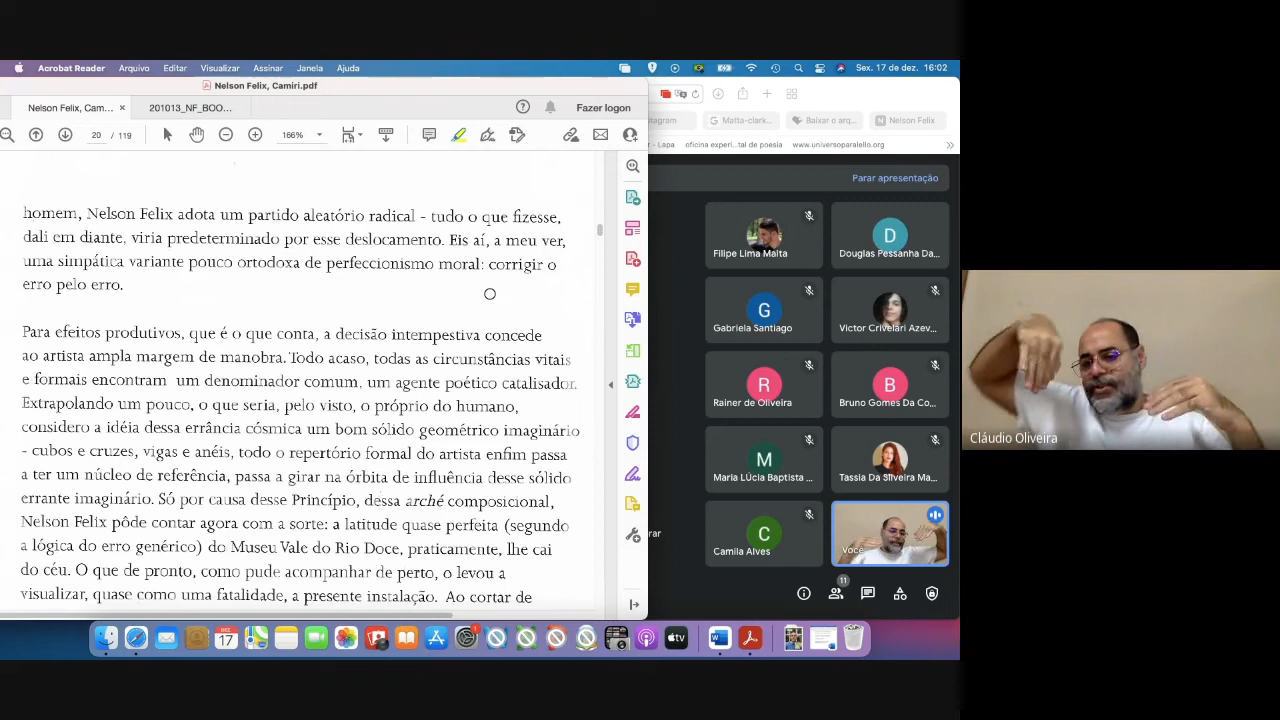 Acrobat Reader Arquivo Editar Visualizar Assinar Janela Ajuda
Sex. 17 de dez. 16:02
Nelson Felix, Camiri.pdf
Nelson Felix, Cam... ×
201013_NF_BOO...
Fazer logon
20 / 119
166%
homem, Nelson Felix adota um partido aleatório radical - tudo o que fizesse,
dali em diante, viria predeterminado por esse deslocamento. Eis aí, a meu ver,
uma simpática variante pouco ortodoxa de perfeccionismo moral: corrigir o
erro pelo erro.
Para efeitos produtivos, que é o que conta, a decisão intempestiva concede
ao artista ampla margem de manobra. Todo acaso, todas as circunstâncias vitais
e formais encontram um denominador comum, um agente poético catalisador.
Extrapolando um pouco, o que seria, pelo visto, o próprio do humano,
considero a idéia dessa errância cósmica um bom sólido geométrico imaginário
- cubos e cruzes, vigas e anéis, todo o repertório formal do artista enfim passa
a ter um núcleo de referência, passa a girar na órbita de influência desse sólido
errante imaginário. Só por causa desse Princípio, dessa arché composicional,
Nelson Felix pôde contar agora com a sorte: a latitude quase perfeita (segundo
a lógica do erro genérico) do Museu Vale do Rio Doce, praticamente, lhe cai
do céu. O que de pronto, como pude acompanhar de perto, o levou a
visualizar, quase como uma fatalidade, a presente instalação. Ao cortar de
stagram
Matta-clark...
Baixar o arq...
Nelson Felix
- Lapa
oficina experi...tal de poesia
www.universoparalello.org
Parar apresentação
Filipe Lima Malta
D
Douglas Pessanha Da...
G
Gabriela Santiago
Victor Crivelari Azev...
R
Rainer de Oliveira
B
Bruno Gomes Da Co...
M
Maria LÚcia Baptista ...
Tassia Da Silveira Ma...
C
Camila Alves
Você
rar
11
DEZ
17
tv
Cláudio Oliveira